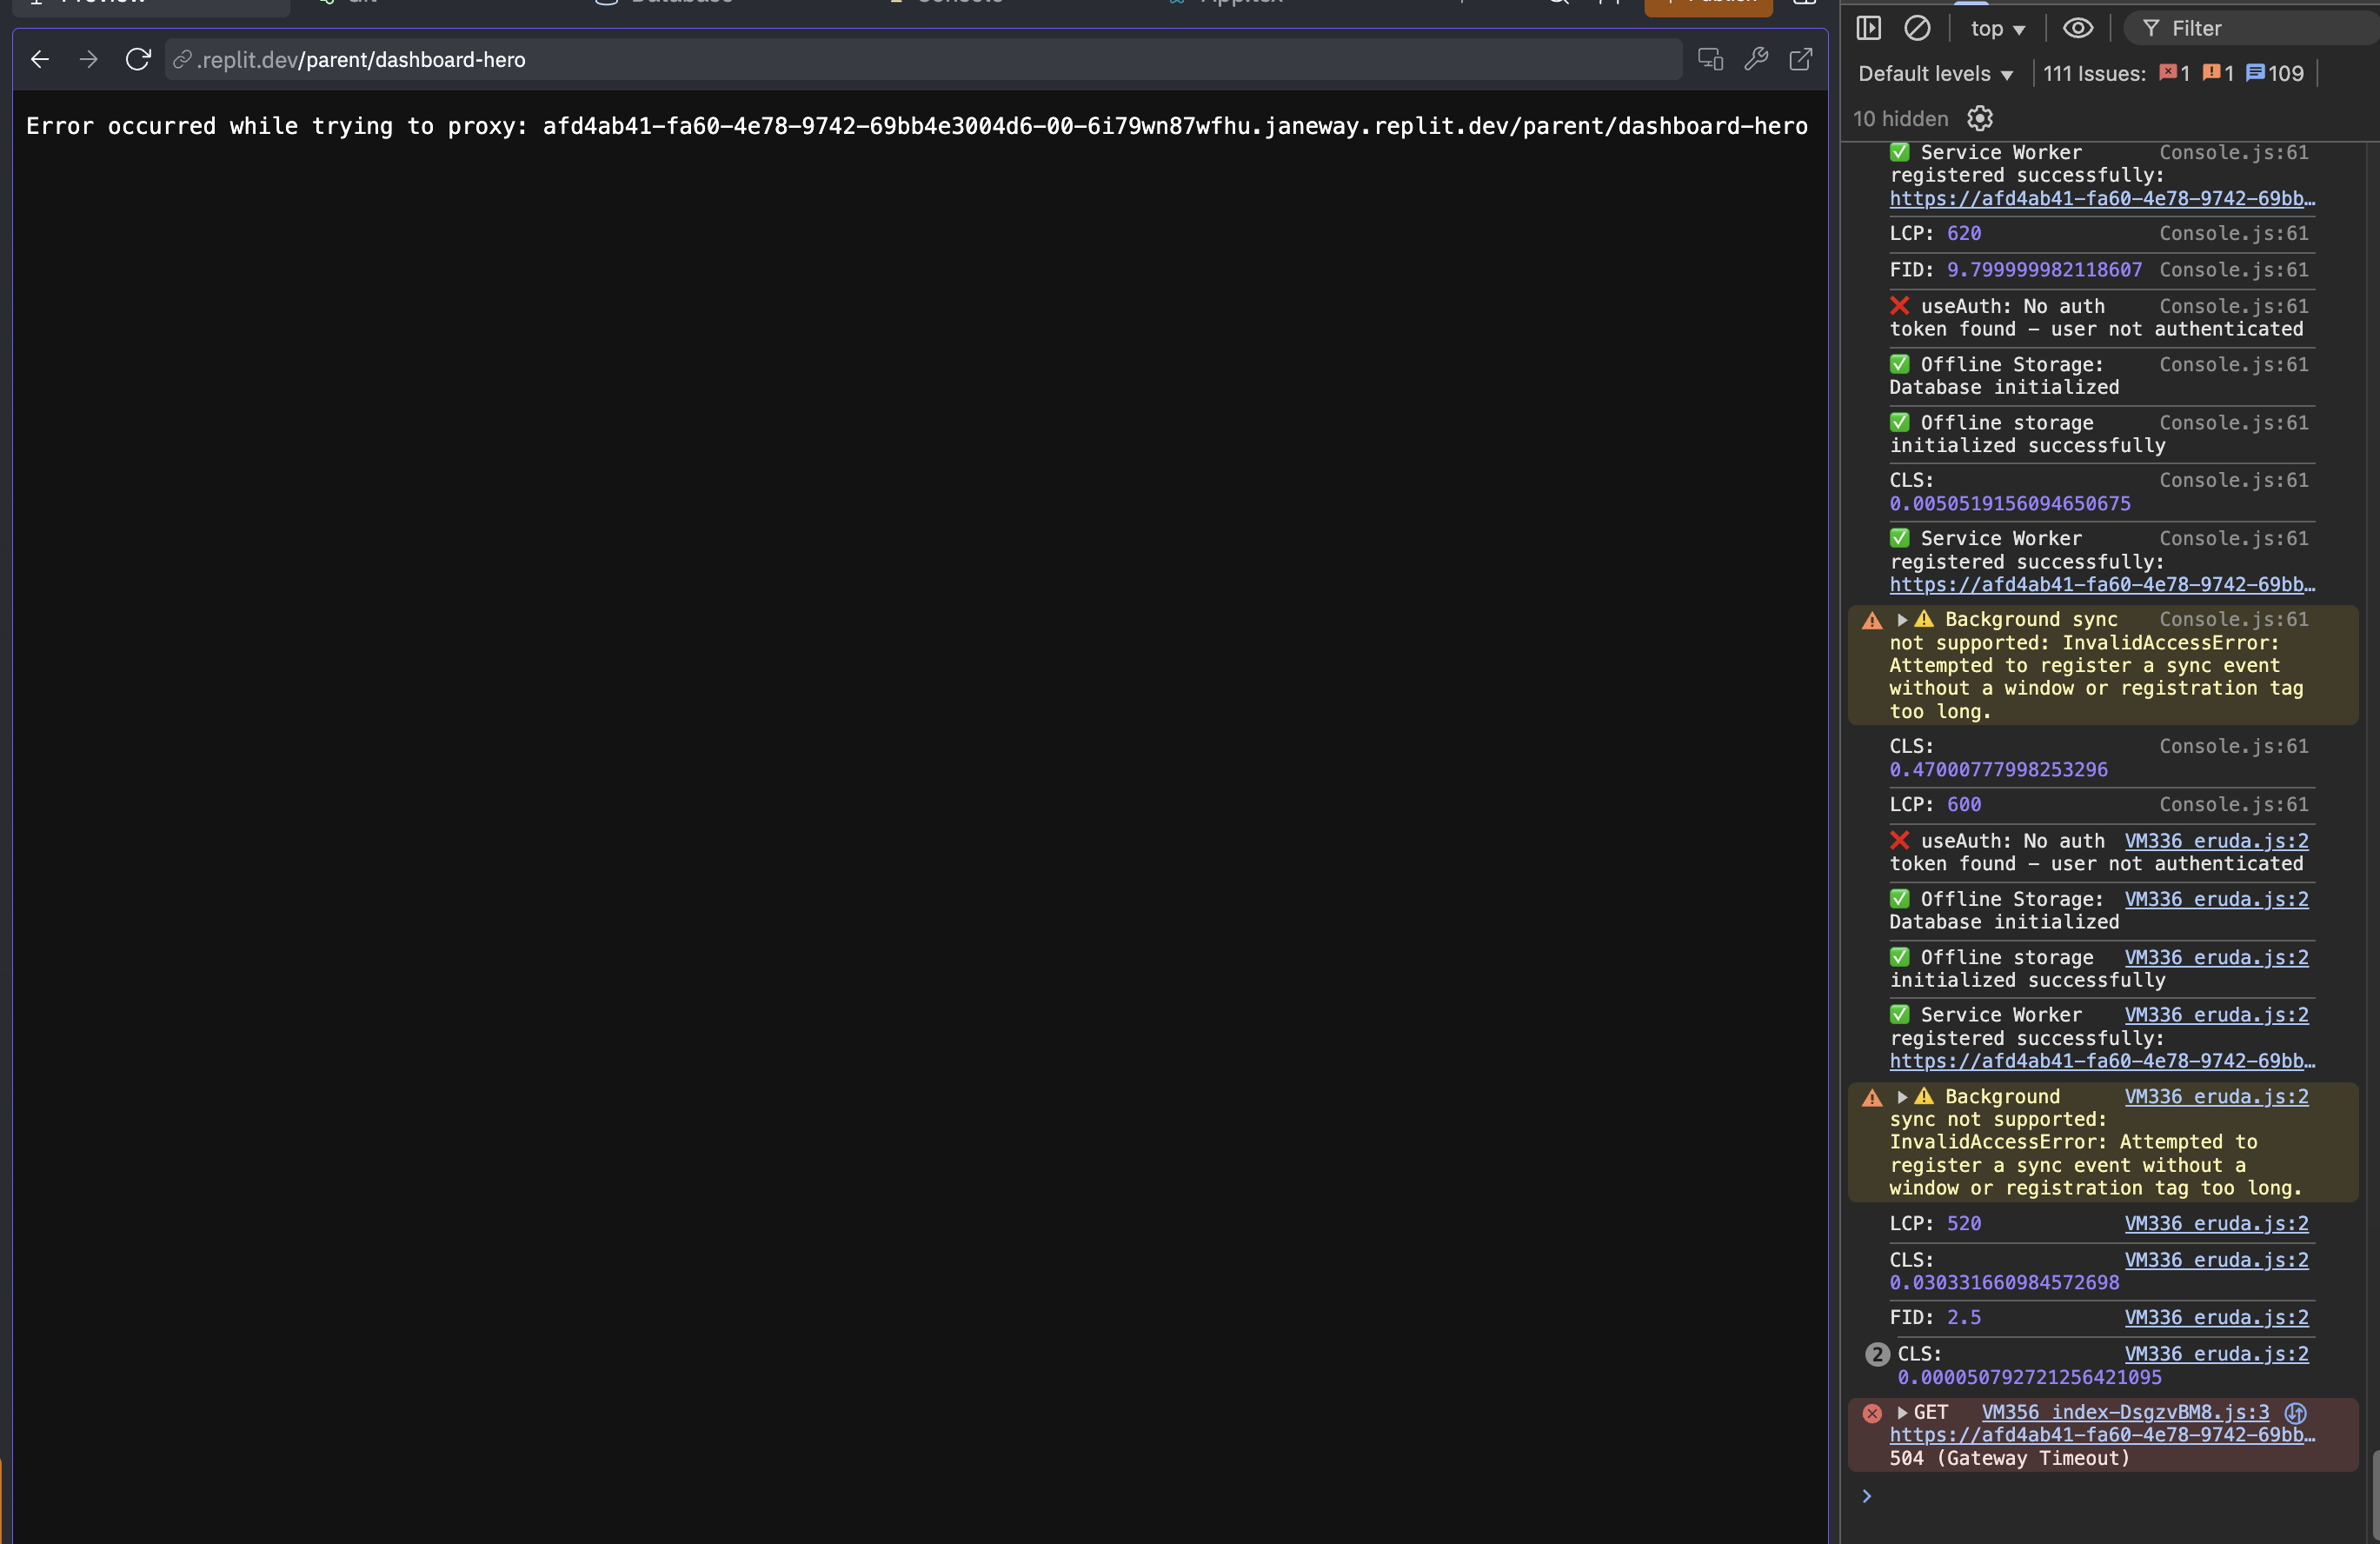 Preview
Git
Database
Console
App.tsx
Publish
.replit.dev/parent/dashboard-hero
Error occurred while trying to proxy: afd4ab41-fa60-4e78-9742-69bb4e3004d6-00-6i79wn87wfhu.janeway.replit.dev/parent/dashboard-hero
top
Filter
Default levels
111 Issues: 1 1 109
10 hidden
✅ Service Worker Console.js:61
registered successfully:
https://afd4ab41-fa60-4e78-9742-69bb…
LCP: 620 Console.js:61
FID: 9.799999982118607 Console.js:61
❌ useAuth: No auth Console.js:61
token found – user not authenticated
✅ Offline Storage: Console.js:61
Database initialized
✅ Offline storage Console.js:61
initialized successfully
CLS: Console.js:61
0.0050519156094650675
✅ Service Worker Console.js:61
registered successfully:
https://afd4ab41-fa60-4e78-9742-69bb…
⚠️ Background sync Console.js:61
not supported: InvalidAccessError:
Attempted to register a sync event
without a window or registration tag
too long.
CLS: Console.js:61
0.47000777998253296
LCP: 600 Console.js:61
❌ useAuth: No auth VM336 eruda.js:2
token found – user not authenticated
✅ Offline Storage: VM336 eruda.js:2
Database initialized
✅ Offline storage VM336 eruda.js:2
initialized successfully
✅ Service Worker VM336 eruda.js:2
registered successfully:
https://afd4ab41-fa60-4e78-9742-69bb…
⚠️ Background VM336 eruda.js:2
sync not supported:
InvalidAccessError: Attempted to
register a sync event without a
window or registration tag too long.
LCP: 520 VM336 eruda.js:2
CLS: VM336 eruda.js:2
0.030331660984572698
FID: 2.5 VM336 eruda.js:2
2 CLS: VM336 eruda.js:2
0.000050792721256421095
GET VM356 index-DsgzvBM8.js:3
https://afd4ab41-fa60-4e78-9742-69bb…
504 (Gateway Timeout)